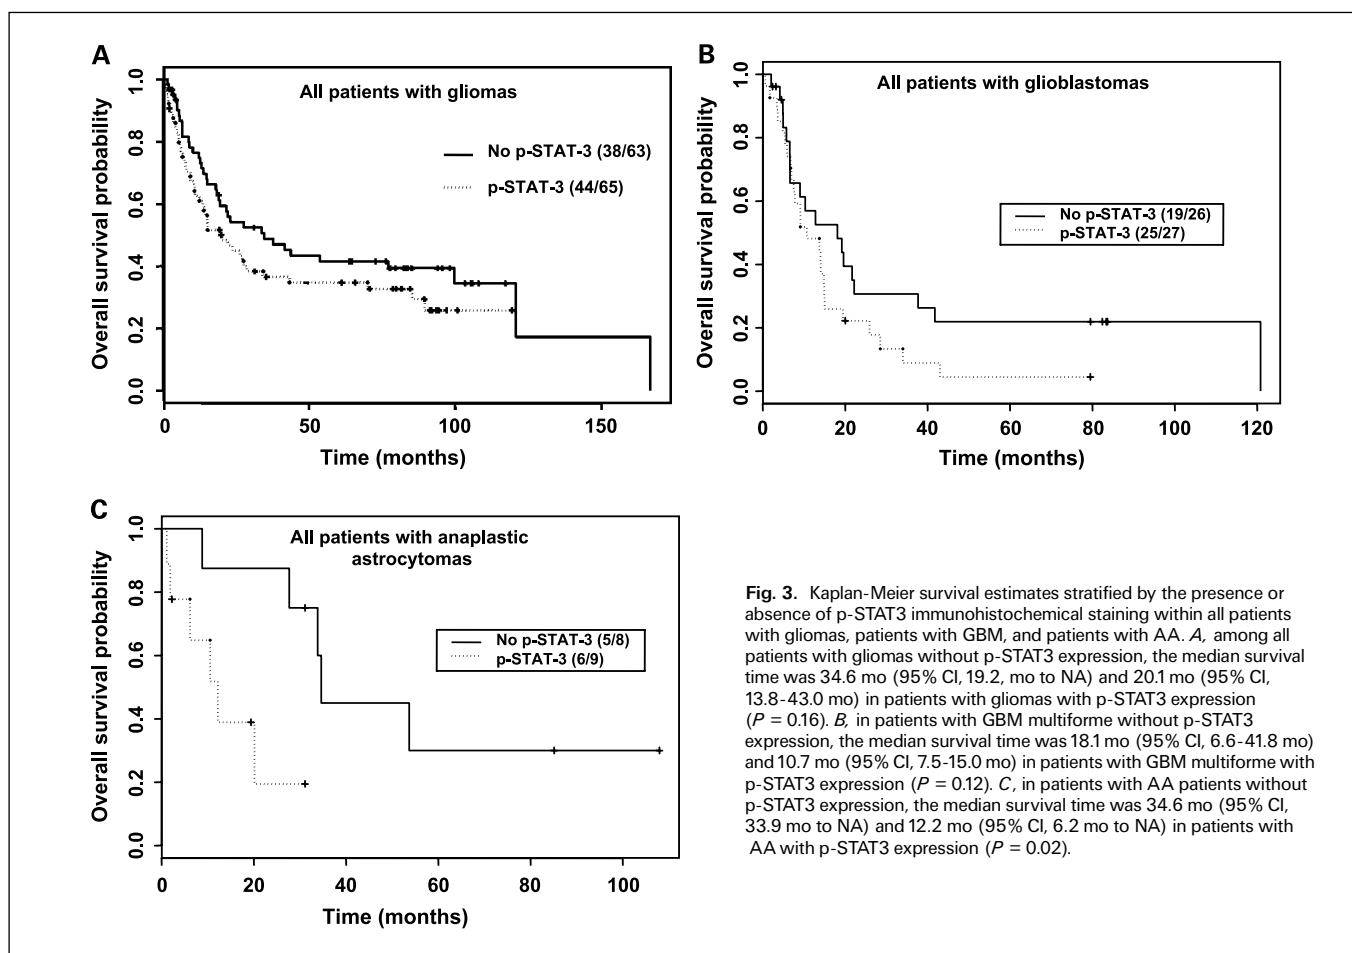 A
All patients with gliomas
No p-STAT-3 (38/63)
p-STAT-3 (44/65)
Overall survival probability
0.0 0.2 0.4 0.6 0.8 1.0
0 50 100 150
Time (months)
B
All patients with glioblastomas
No p-STAT-3 (19/26)
p-STAT-3 (25/27)
Overall survival probability
0.0 0.2 0.4 0.6 0.8 1.0
0 20 40 60 80 100 120
Time (months)
C
All patients with anaplastic
astrocytomas
No p-STAT-3 (5/8)
p-STAT-3 (6/9)
Overall survival probability
0.0 0.2 0.4 0.6 0.8 1.0
0 20 40 60 80 100
Time (months)
Fig. 3. Kaplan-Meier survival estimates stratified by the presence or
absence of p-STAT3 immunohistochemical staining within all patients
with gliomas, patients with GBM, and patients with AA. A, among all
patients with gliomas without p-STAT3 expression, the median survival
time was 34.6 mo (95% CI, 19.2, mo to NA) and 20.1 mo (95% CI,
13.8-43.0 mo) in patients with gliomas with p-STAT3 expression
(P = 0.16). B, in patients with GBM multiforme without p-STAT3
expression, the median survival time was 18.1 mo (95% CI, 6.6-41.8 mo)
and 10.7 mo (95% CI, 7.5-15.0 mo) in patients with GBM multiforme with
p-STAT3 expression (P = 0.12). C, in patients with AA patients without
p-STAT3 expression, the median survival time was 34.6 mo (95% CI,
33.9 mo to NA) and 12.2 mo (95% CI, 6.2 mo to NA) in patients with
AA with p-STAT3 expression (P = 0.02).